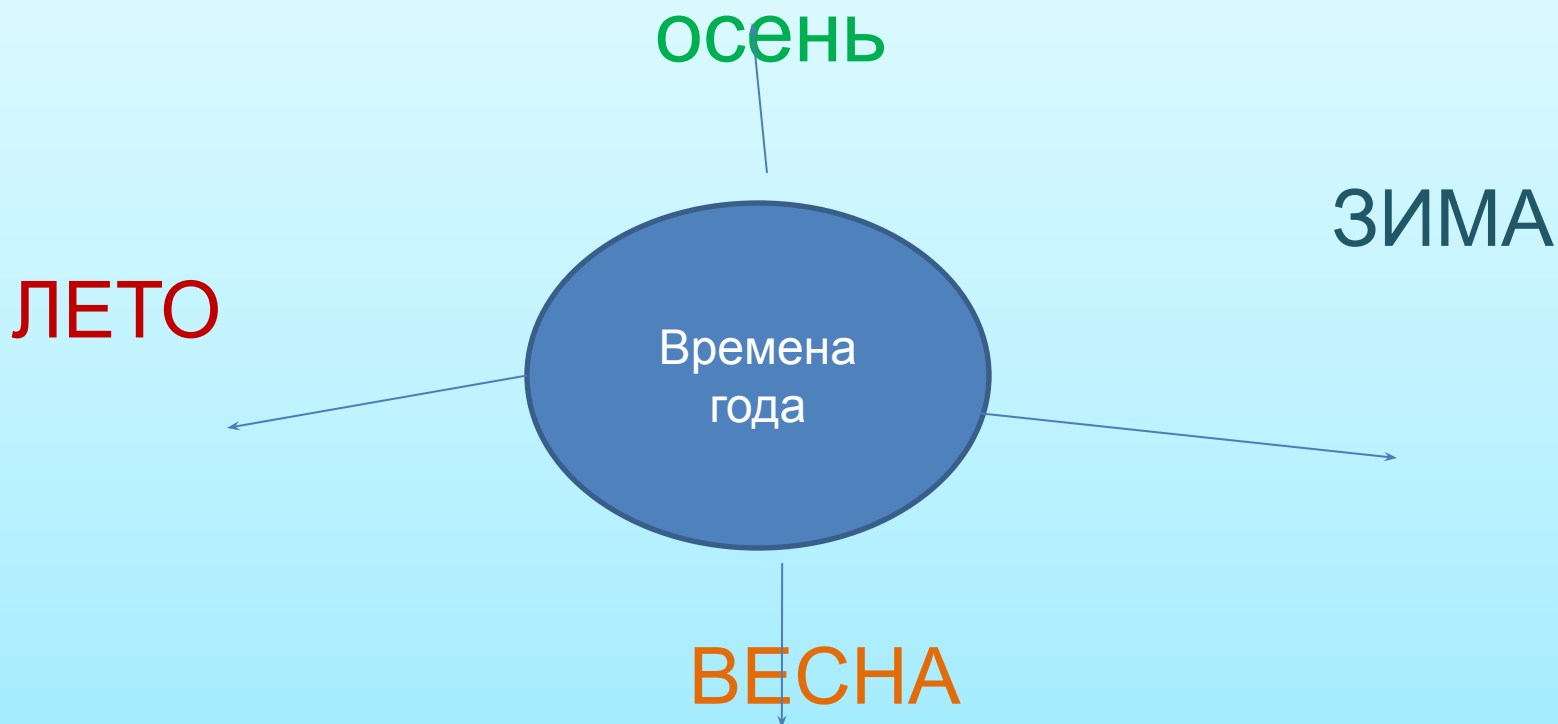 осень
ЗИМА
ЛЕТО
Времена
года
ВЕСНА